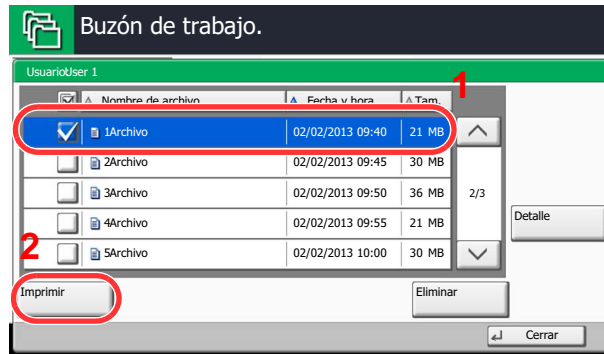 Buzón de trabajo.
UsuarioUser 1
1
Nombre de archivo Fecha y hora Tam.
1Archivo 02/02/2013 09:40 21 MB
2Archivo 02/02/2013 09:45 30 MB
3Archivo 02/02/2013 09:50 36 MB 2/3
4Archivo 02/02/2013 09:55 21 MB
Detalle
2
5Archivo 02/02/2013 10:00 30 MB
Imprimir Eliminar
Cerrar